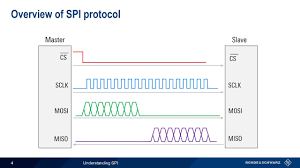 Overview of SPI protocol
Master
Slave
CS
CS
SCLK
SCLK
MOSI
MOSI
MISO
MISO
4
Understanding SPI
ROHDE & SCHWARZ